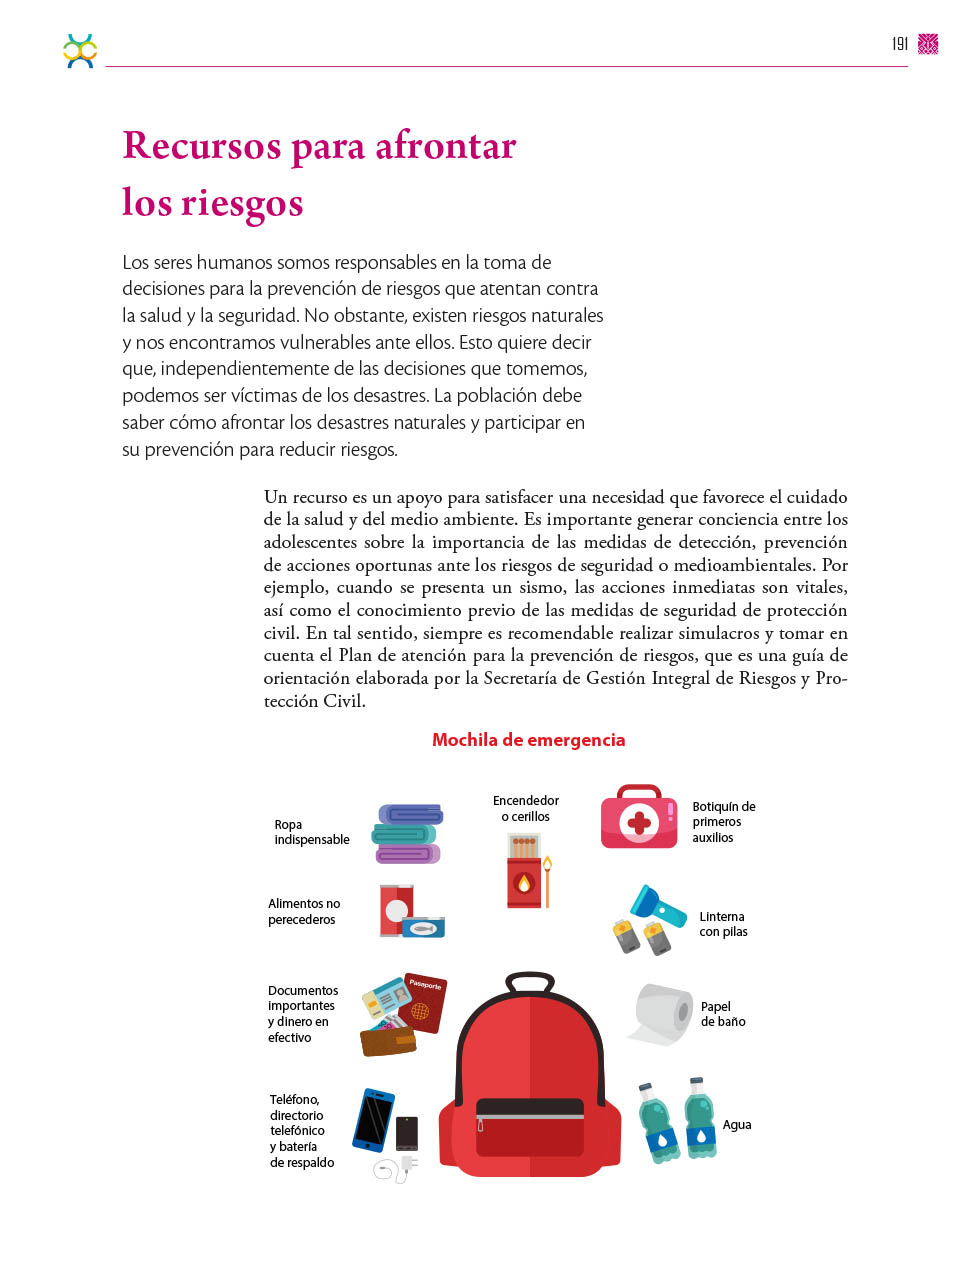 191
Recursos para afrontar
los riesgos
Los seres humanos somos responsables en la toma de
decisiones para la prevención de riesgos que atentan contra
la salud y la seguridad. No obstante, existen riesgos naturales
y nos encontramos vulnerables ante ellos. Esto quiere decir
que, independientemente de las decisiones que tomemos,
podemos ser víctimas de los desastres. La población debe
saber cómo afrontar los desastres naturales y participar en
su prevención para reducir riesgos.
Un recurso es un apoyo para satisfacer una necesidad que favorece el cuidado
de la salud y del medio ambiente. Es importante generar conciencia entre los
adolescentes sobre la importancia de las medidas de detección, prevención
de acciones oportunas ante los riesgos de seguridad o medioambientales. Por
ejemplo, cuando se presenta un sismo, las acciones inmediatas son vitales,
así como el conocimiento previo de las medidas de seguridad de protección
civil. En tal sentido, siempre es recomendable realizar simulacros y tomar en
cuenta el Plan de atención para la prevención de riesgos, que es una guía de
orientación elaborada por la Secretaría de Gestión Integral de Riesgos y Pro-
tección Civil.
Mochila de emergencia
Ropa
indispensable
Encendedor
o cerillos
Botiquín de
primeros
auxilios
Alimentos no
perecederos
Linterna
con pilas
Documentos
importantes
y dinero en
efectivo
Pasaporte
Papel
de baño
Teléfono,
directorio
telefónico
y batería
de respaldo
Agua